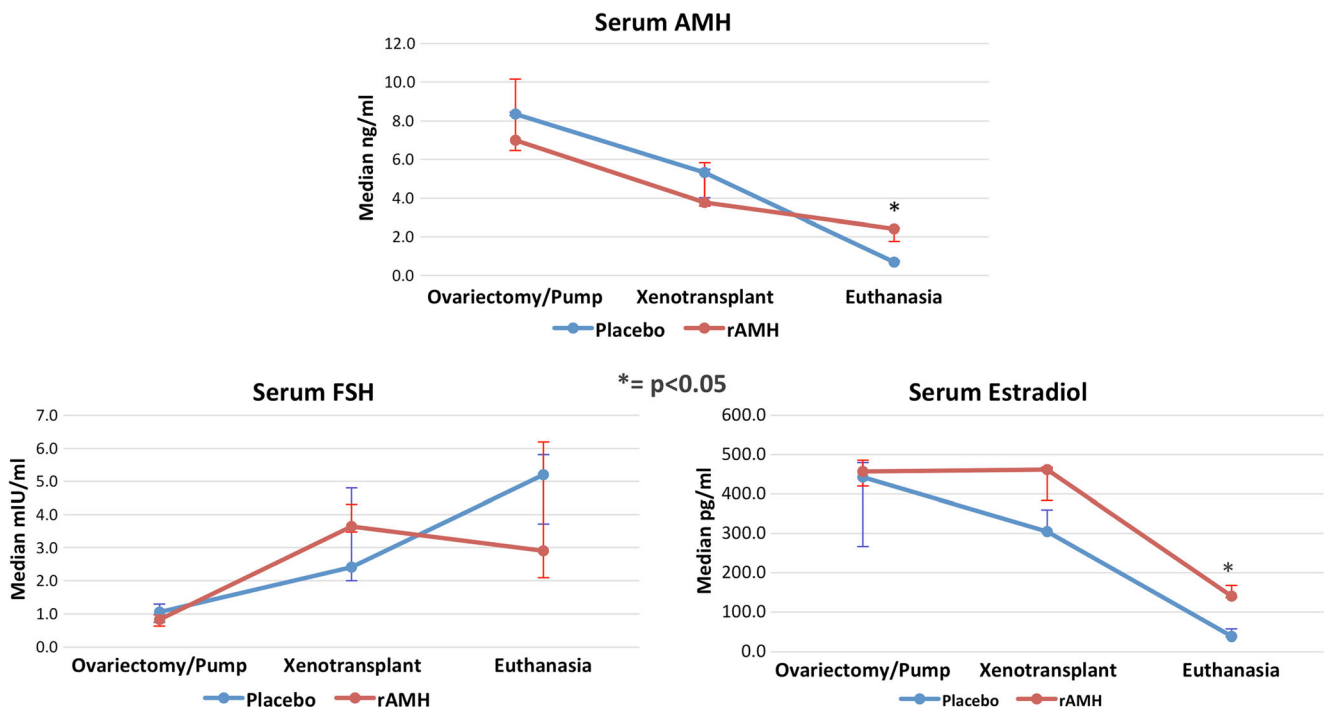 Serum AMH
Median ng/ml
12.0
10.0
8.0
6.0
4.0
2.0
0.0
*
Ovariectomy/Pump Xenotransplant Euthanasia
Placebo rAMH
*= p<0.05
Serum FSH
Median mIU/ml
7.0
6.0
5.0
4.0
3.0
2.0
1.0
0.0
Ovariectomy/Pump Xenotransplant Euthanasia
Placebo rAMH
Serum Estradiol
Median pg/ml
600.0
500.0
400.0
300.0
200.0
100.0
0.0
*
Ovariectomy/Pump Xenotransplant Euthanasia
Placebo rAMH